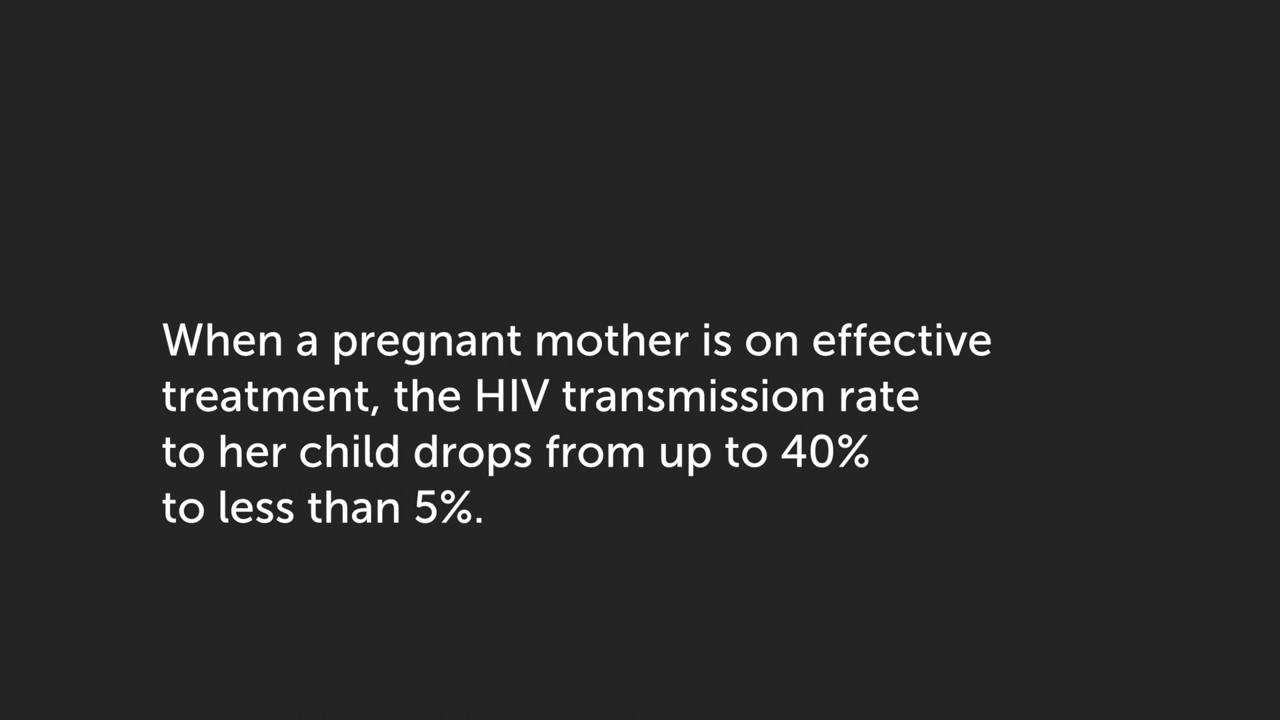 When a pregnant mother is on effective
treatment, the HIV transmission rate
to her child drops from up to 40%
to less than 5%.